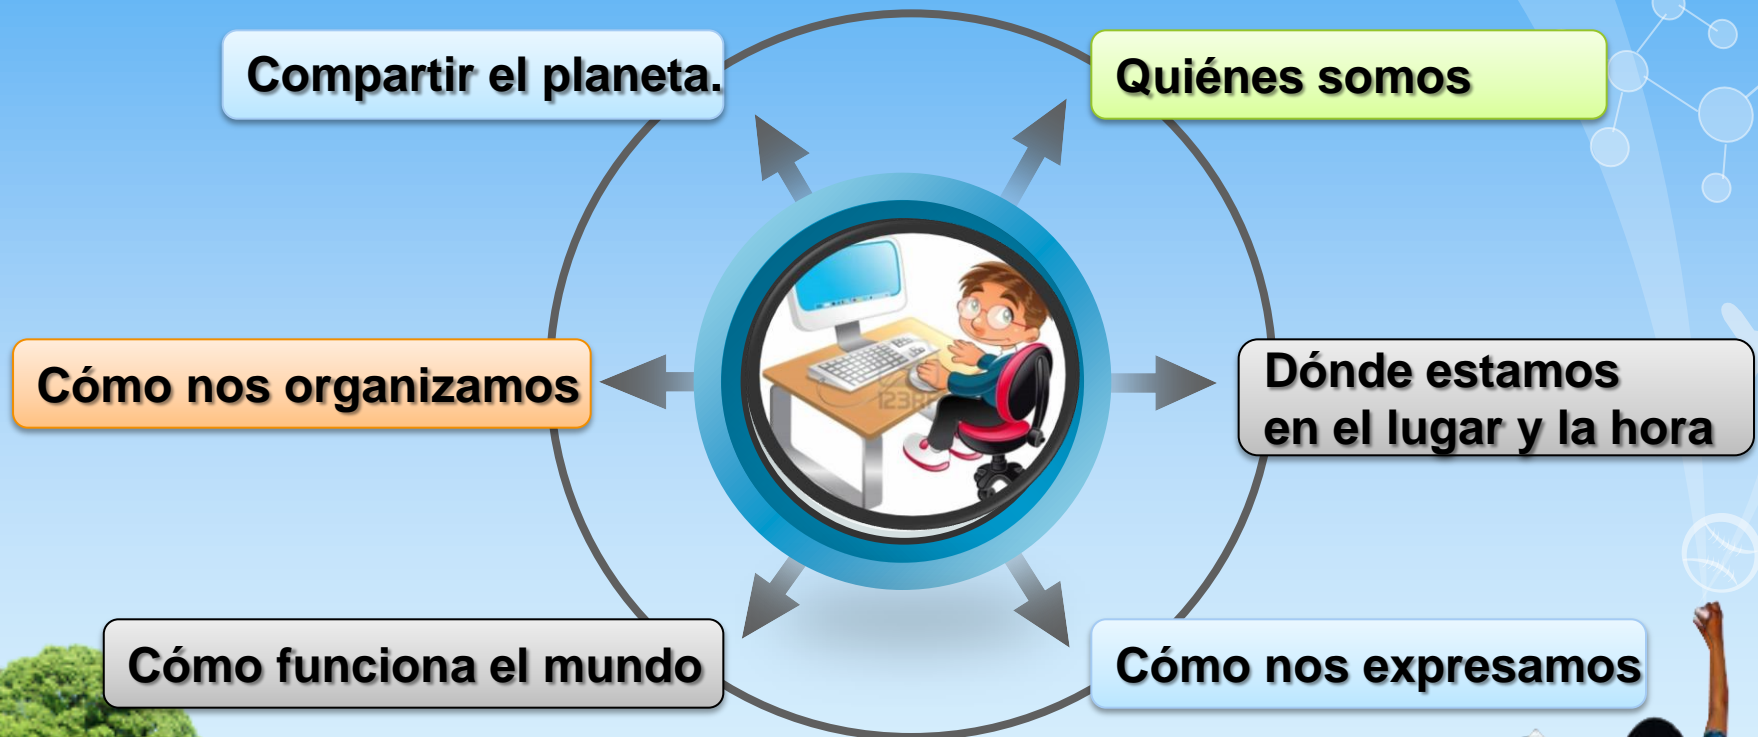 Compartir el planeta.
Quiénes somos
Cómo nos organizamos
Dónde estamos
en el lugar y la hora
Cómo funciona el mundo
Cómo nos expresamos